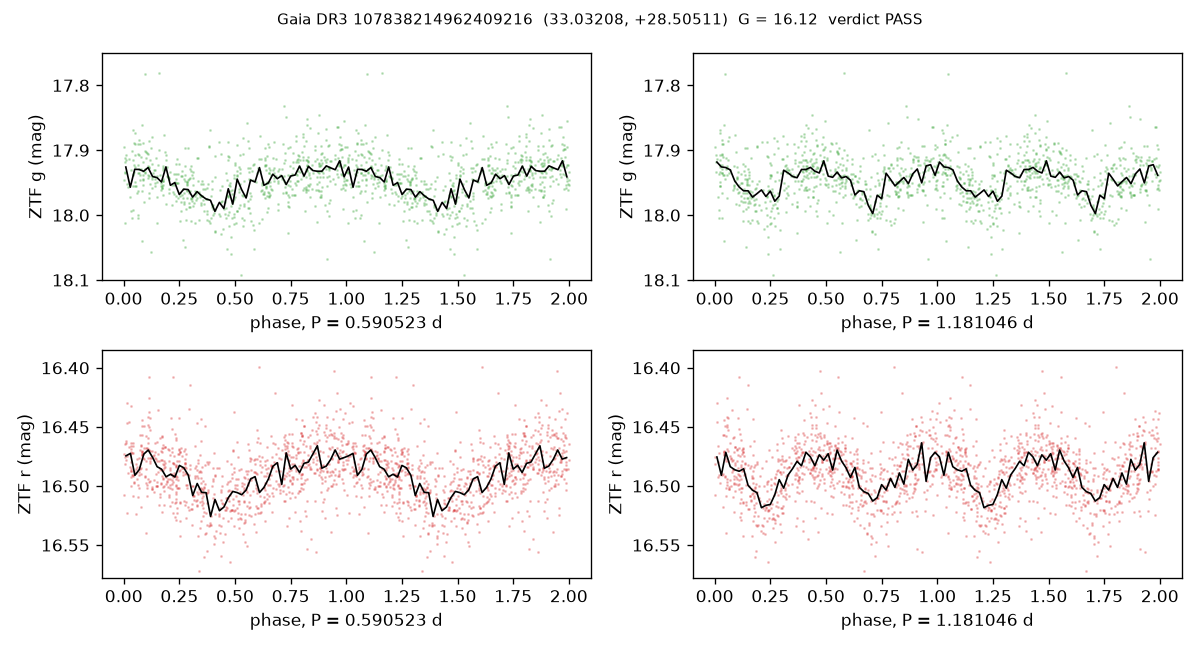 Gaia DR3 107838214962409216  (33.03208, +28.50511)  G = 16.12  verdict PASS
ZTF g (mag)
17.8
17.9
18.0
18.1
0.00 0.25 0.50 0.75 1.00 1.25 1.50 1.75 2.00
phase, P = 0.590523 d
ZTF g (mag)
17.8
17.9
18.0
18.1
0.00 0.25 0.50 0.75 1.00 1.25 1.50 1.75 2.00
phase, P = 1.181046 d
ZTF r (mag)
16.40
16.45
16.50
16.55
0.00 0.25 0.50 0.75 1.00 1.25 1.50 1.75 2.00
phase, P = 0.590523 d
ZTF r (mag)
16.40
16.45
16.50
16.55
0.00 0.25 0.50 0.75 1.00 1.25 1.50 1.75 2.00
phase, P = 1.181046 d